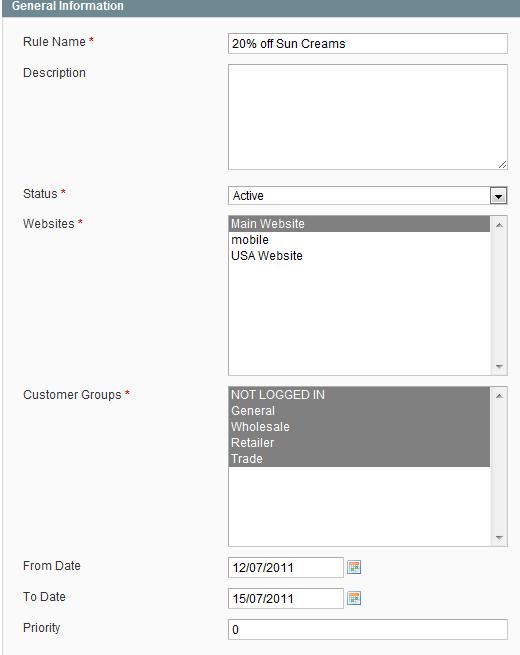 General Information
Rule Name * 20% off Sun Creams
Description
Status * Active
Websites * Main Website
mobile
USA Website
Customer Groups * NOT LOGGED IN
General
Wholesale
Retailer
Trade
From Date 12/07/2011
To Date 15/07/2011
Priority 0